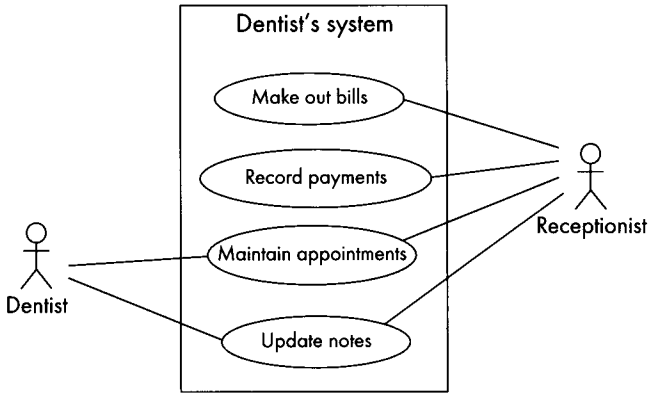 Dentist's system
Make out bills
Record payments
Receptionist
Maintain appointments
Dentist
Update notes